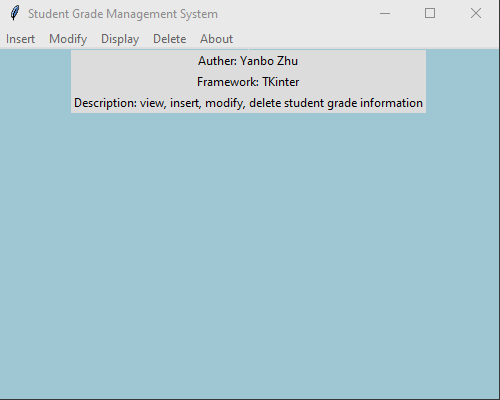 Student Grade Management System
Insert Modify Display Delete About
Auther: Yanbo Zhu
Framework: TKinter
Description: view, insert, modify, delete student grade information